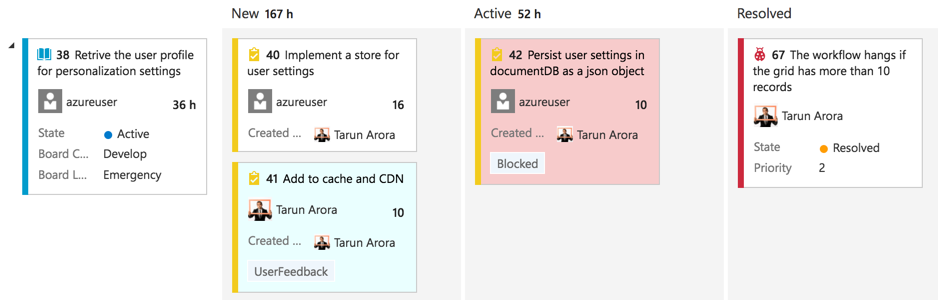 New 167 h
Active 52 h
Resolved
38 Retrive the user profile
for personalization settings
azureuser
36 h
State
Active
Board C...
Develop
Board L...
Emergency
40 Implement a store for
user settings
azureuser
16
Created ...
Tarun Arora
41 Add to cache and CDN
Tarun Arora
10
Created ...
Tarun Arora
UserFeedback
42 Persist user settings in
documentDB as a json object
azureuser
10
Created ...
Tarun Arora
Blocked
67 The workflow hangs if
the grid has more than 10
records
Tarun Arora
State
Resolved
Priority
2